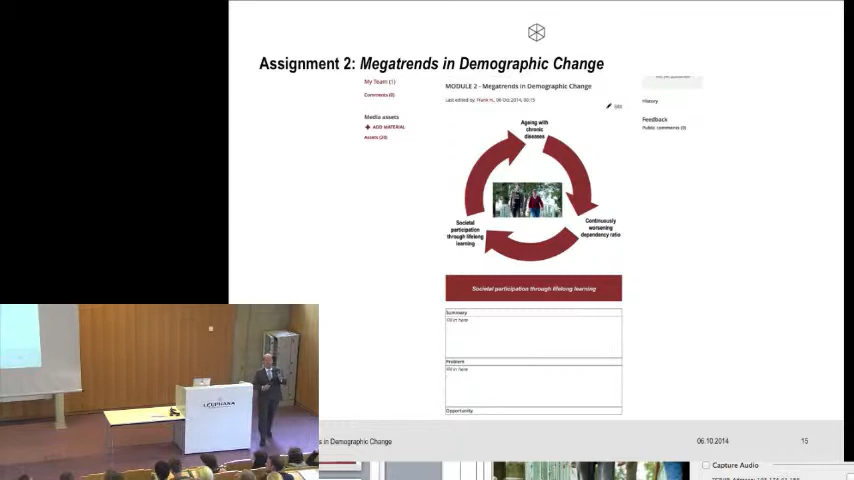 Assignment 2: Megatrends in Demographic Change
My Team (1)
Comments (0)
Media assets
ADD MATERIAL
Assets (20)
MODULE 2 - Megatrends in Demographic Change
Last edited by: Frank H., 06 Oct 2014, 00:15
Edit
History
Feedback
Public comments (0)
Ageing with
chronic
diseases
Continuously
worsening
dependency ratio
Societal
participation
through lifelong
learning
Societal participation through lifelong learning
Summary
Fill in here
Problem
Fill in here
Opportunity
LEUPHANA
s in Demographic Change
06.10.2014
15
Capture Audio